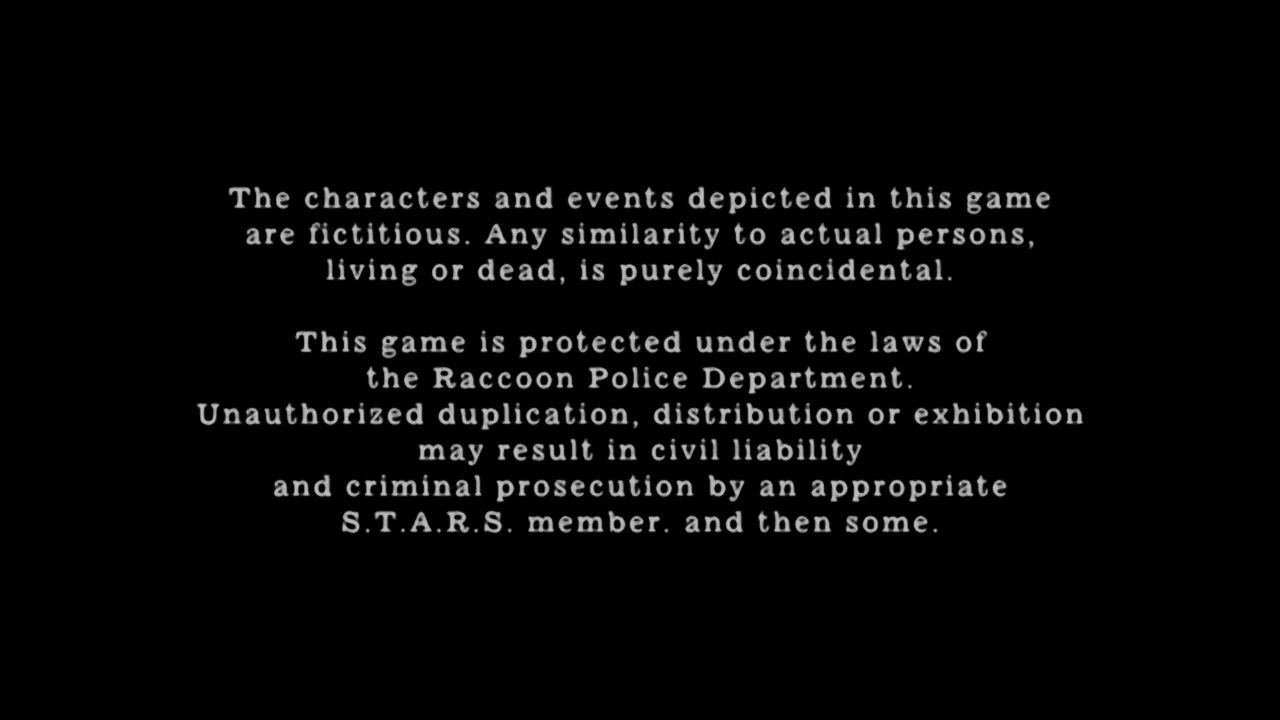 The characters and events depicted in this game
are fictitious. Any similarity to actual persons,
living or dead, is purely coincidental.
This game is protected under the laws of
the Raccoon Police Department.
Unauthorized duplication, distribution or exhibition
may result in civil liability
and criminal prosecution by an appropriate
S.T.A.R.S. member. and then some.